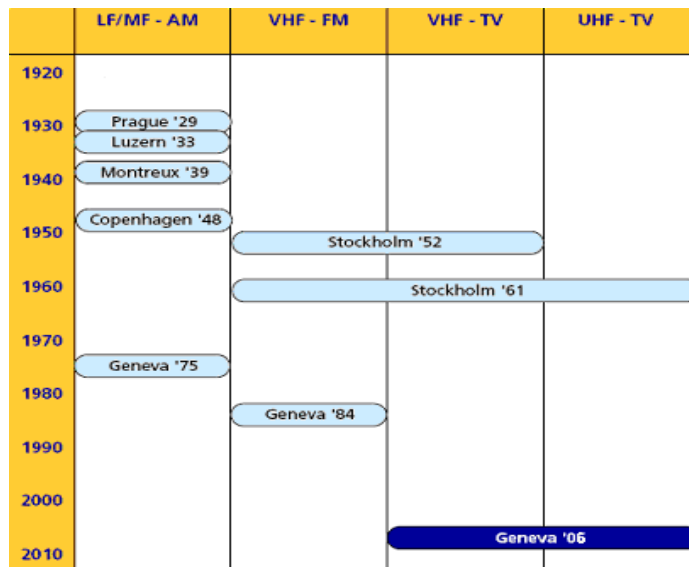 LF/MF - AM VHF - FM VHF - TV UHF - TV
1920
Prague '29
1930
Luzern '33
Montreux '39
1940
Copenhagen '48
1950
Stockholm '52
1960
Stockholm '61
1970
Geneva '75
1980
Geneva '84
1990
2000
Geneva '06
2010